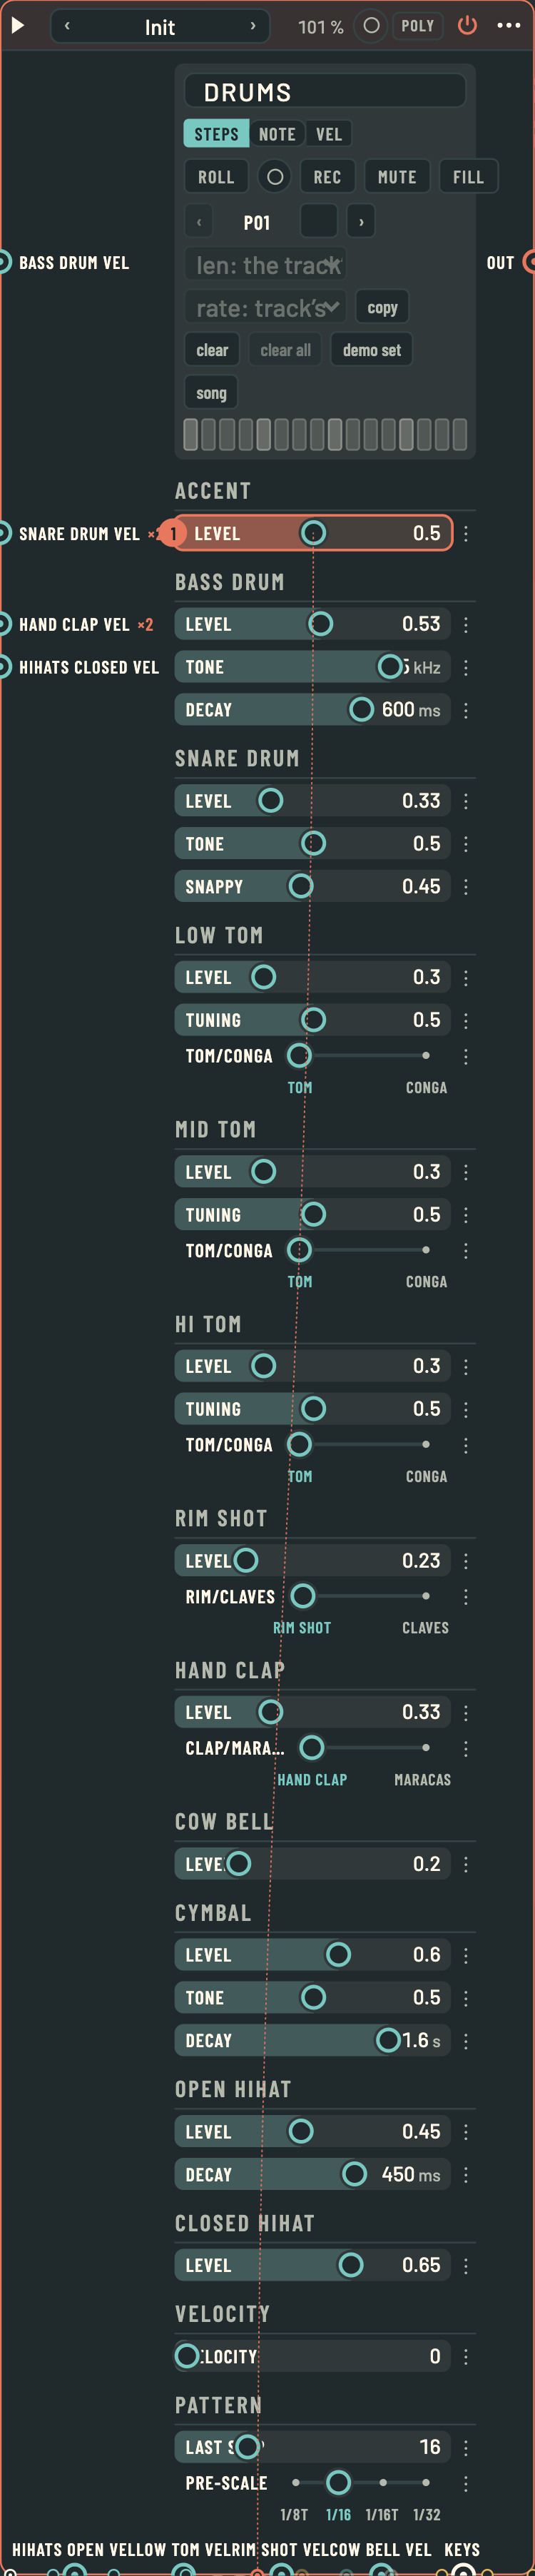 ‹ Init › 101 % POLY
DRUMS
STEPS NOTE VEL
ROLL REC MUTE FILL
‹ P01 ›
BASS DRUM VEL
OUT
len: the track
rate: track's copy
clear clear all demo set
song
ACCENT
SNARE DRUM VEL
1 LEVEL 0.5
BASS DRUM
HAND CLAP VEL ×2
LEVEL 0.53
HIHATS CLOSED VEL
TONE kHz
DECAY 600 ms
SNARE DRUM
LEVEL 0.33
TONE 0.5
SNAPPY 0.45
LOW TOM
LEVEL 0.3
TUNING 0.5
TOM/CONGA
TOM CONGA
MID TOM
LEVEL 0.3
TUNING 0.5
TOM/CONGA
TOM CONGA
HI TOM
LEVEL 0.3
TUNING 0.5
TOM/CONGA
TOM CONGA
RIM SHOT
LEVEL 0.23
RIM/CLAVES
RIM SHOT CLAVES
HAND CLAP
LEVEL 0.33
CLAP/MARA...
HAND CLAP MARACAS
COW BELL
LEVEL 0.2
CYMBAL
LEVEL 0.6
TONE 0.5
DECAY 1.6 s
OPEN HIHAT
LEVEL 0.45
DECAY 450 ms
CLOSED HIHAT
LEVEL 0.65
VELOCITY
0
PATTERN
LAST 16
PRE-SCALE
1/8T 1/16 1/16T 1/32
HIHATS OPEN VEL LOW TOM VEL RIM SHOT VEL COW BELL VEL KEYS